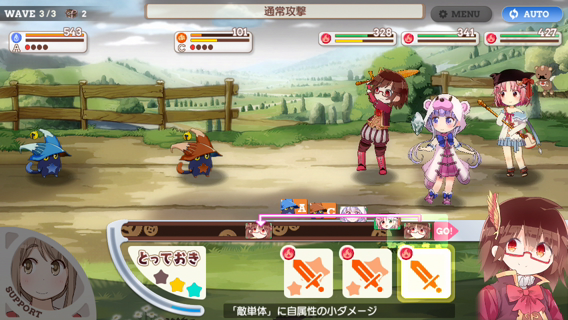 WAVE 3/3
2
通常攻撃
MENU
AUTO
543
A
101
C
328
341
427
A
C
GO!
とっておき
SUPPORT
「敵単体」に自属性の小ダメージ